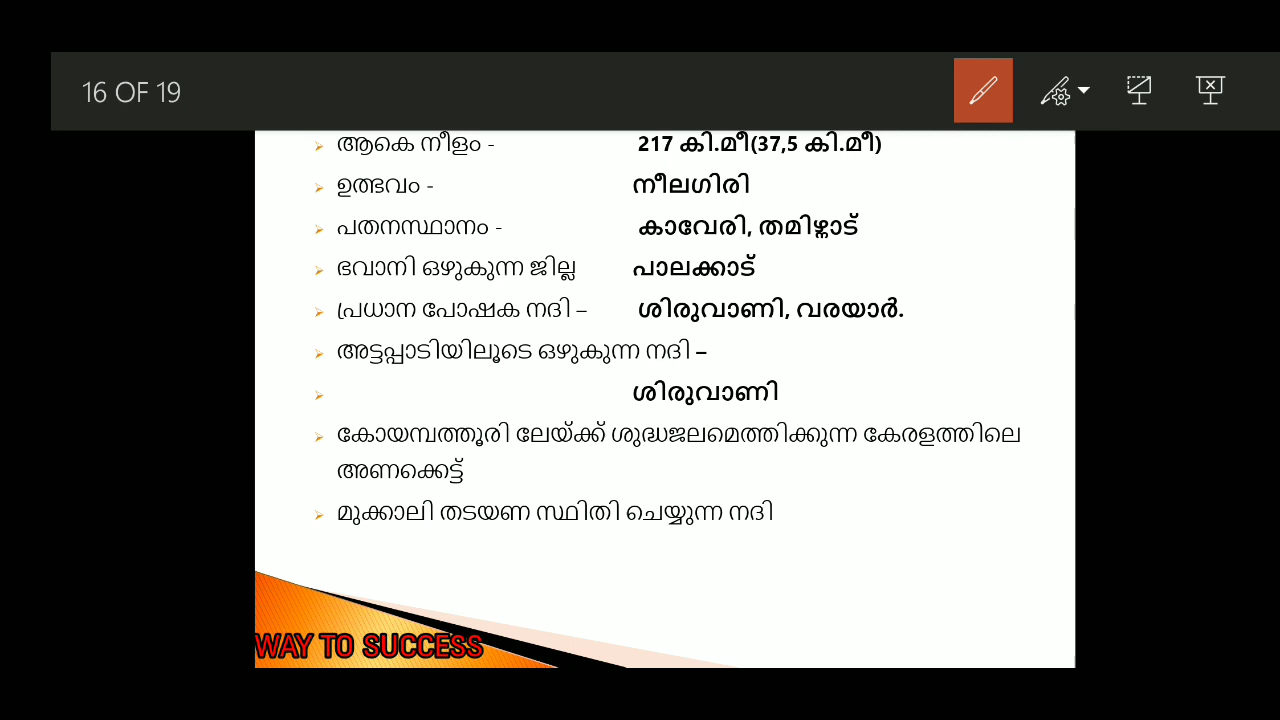 16 OF 19
ആകെ നീളം - 217 കി.മീ(37,5 കി.മീ)
ഉത്ഭവം - നീലഗിരി
പതനസ്ഥാനം - കാവേരി, തമിഴ്നാട്
ഭവാനി ഒഴുകുന്ന ജില്ല പാലക്കാട്
പ്രധാന പോഷക നദി – ശിരുവാണി, വരയാർ.
അട്ടപ്പാടിയിലൂടെ ഒഴുകുന്ന നദി –
ശിരുവാണി
കോയമ്പത്തൂരി ലേയ്ക്ക് ശുദ്ധജലമെത്തിക്കുന്ന കേരളത്തിലെ
അണക്കെട്ട്
മുക്കാലി തടയണ സ്ഥിതി ചെയ്യുന്ന നദി
WAY TO SUCCESS